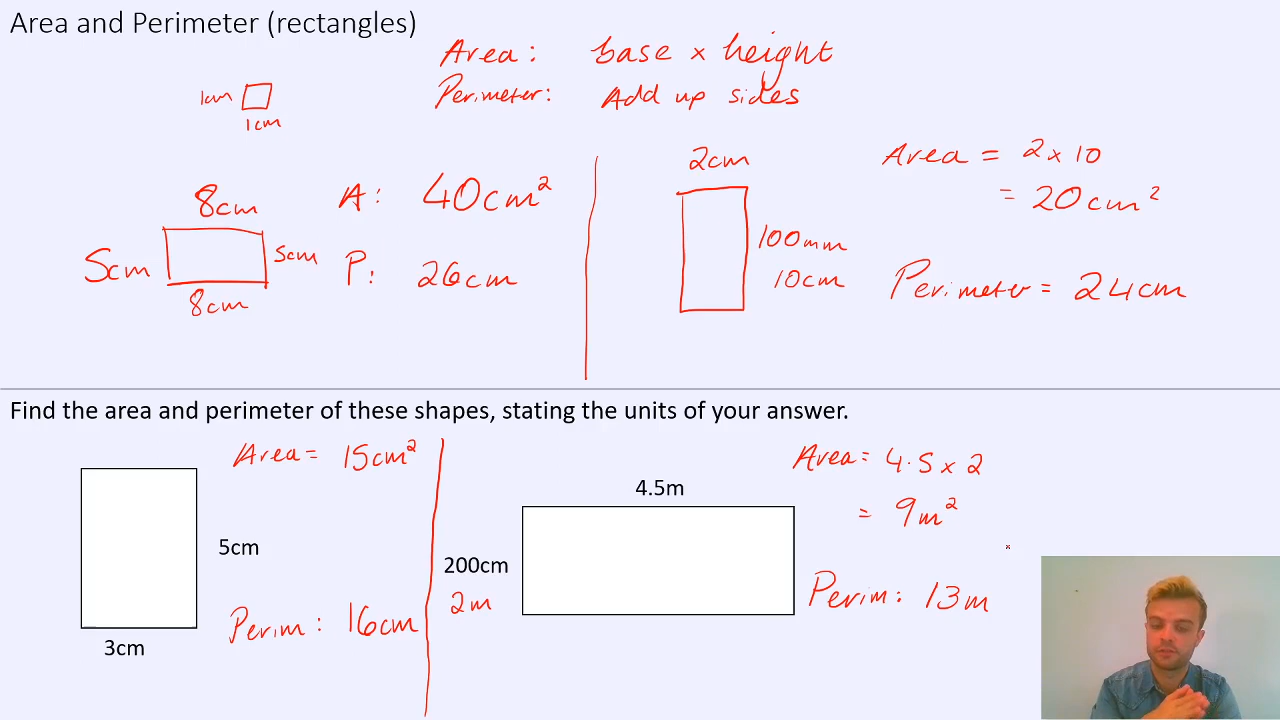 Area and Perimeter (rectangles)
Area: base × height
Perimeter: Add up sides
1cm
1cm
8cm
5cm
5cm
8cm
A: 40cm²
P: 26cm
2cm
100mm
10cm
Area = 2 × 10
= 20cm²
Perimeter = 24cm
Find the area and perimeter of these shapes, stating the units of your answer.
Area = 15cm²
5cm
3cm
Perim: 16cm
4.5m
200cm
2m
Area = 4.5 × 2
= 9m²
Perim: 13m